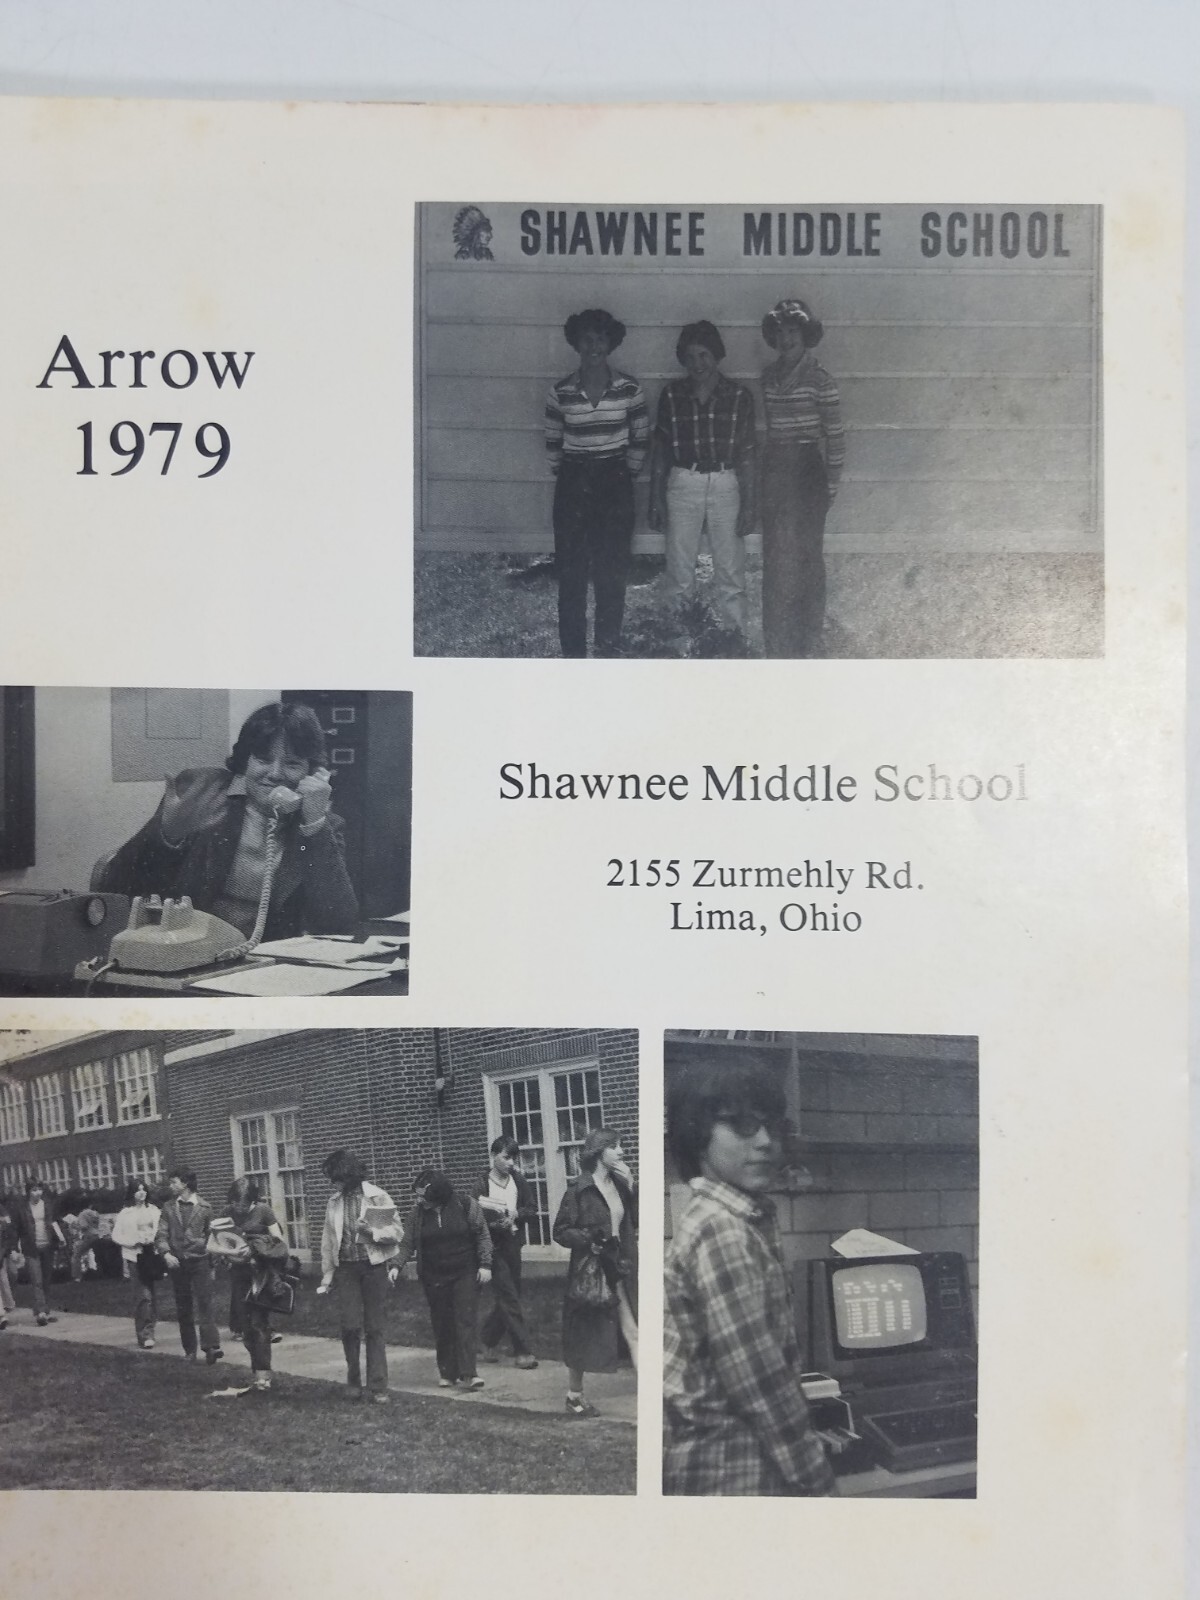 SHAWNEE MIDDLE SCHOOL
Arrow
1979
Shawnee Middle School
2155 Zurmehly Rd.
Lima, Ohio